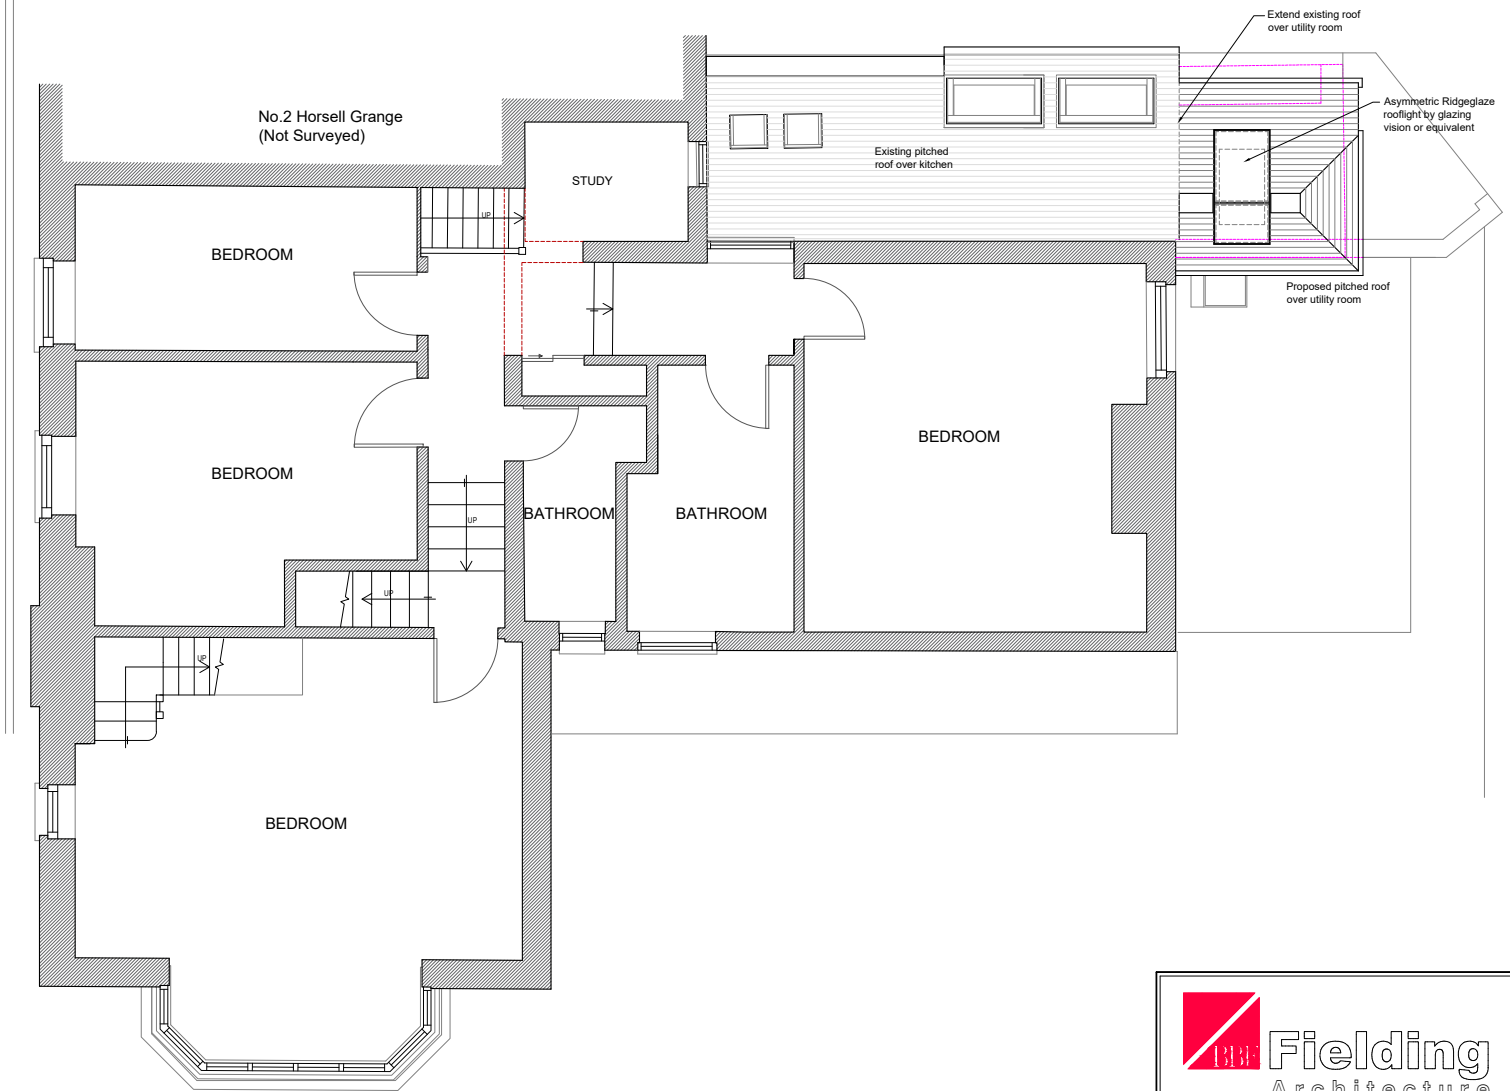 Extend existing roof
over utility room
No.2 Horsell Grange
(Not Surveyed)
Asymmetric Ridgeglaze
rooflight by glazing
vision or equivalent
Existing pitched
roof over kitchen
STUDY
UP
BEDROOM
Proposed pitched roof
over utility room
BEDROOM
BEDROOM
BATHROOM
BATHROOM
UP
UP
UP
BEDROOM
BBF
Fielding
Architecture